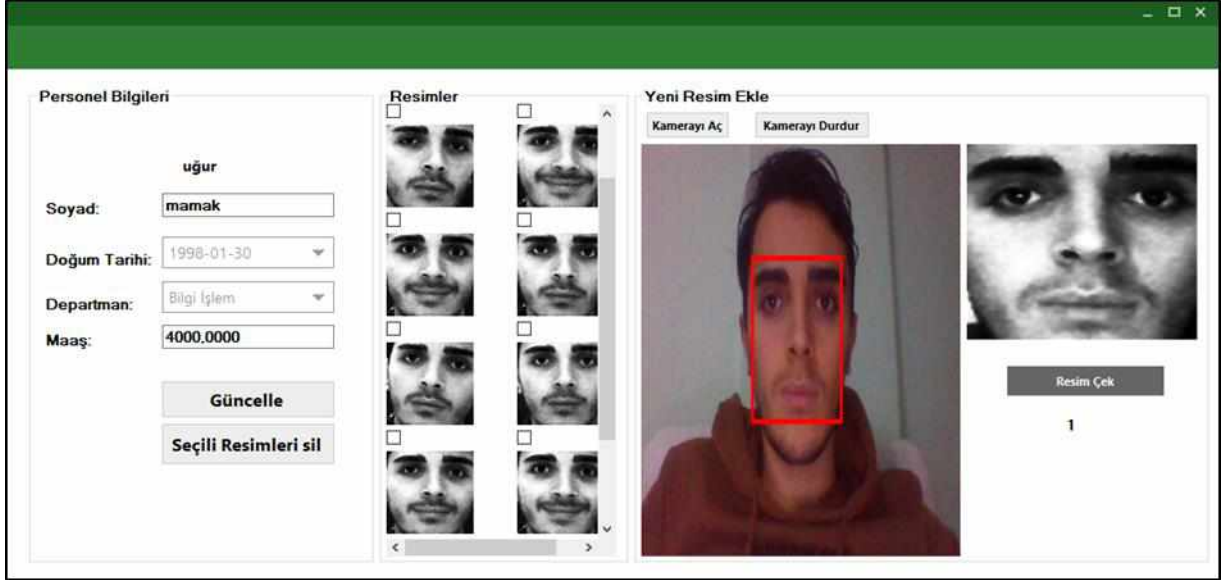 Personel Bilgileri
uğur
Soyad: mamak
Doğum Tarihi: 1998-01-30
Departman: Bilgi İşlem
Maaş: 4000,0000
Güncelle
Seçili Resimleri sil
Resimler
Yeni Resim Ekle
Kamerayı Aç Kamerayı Durdur
Resim Çek
1